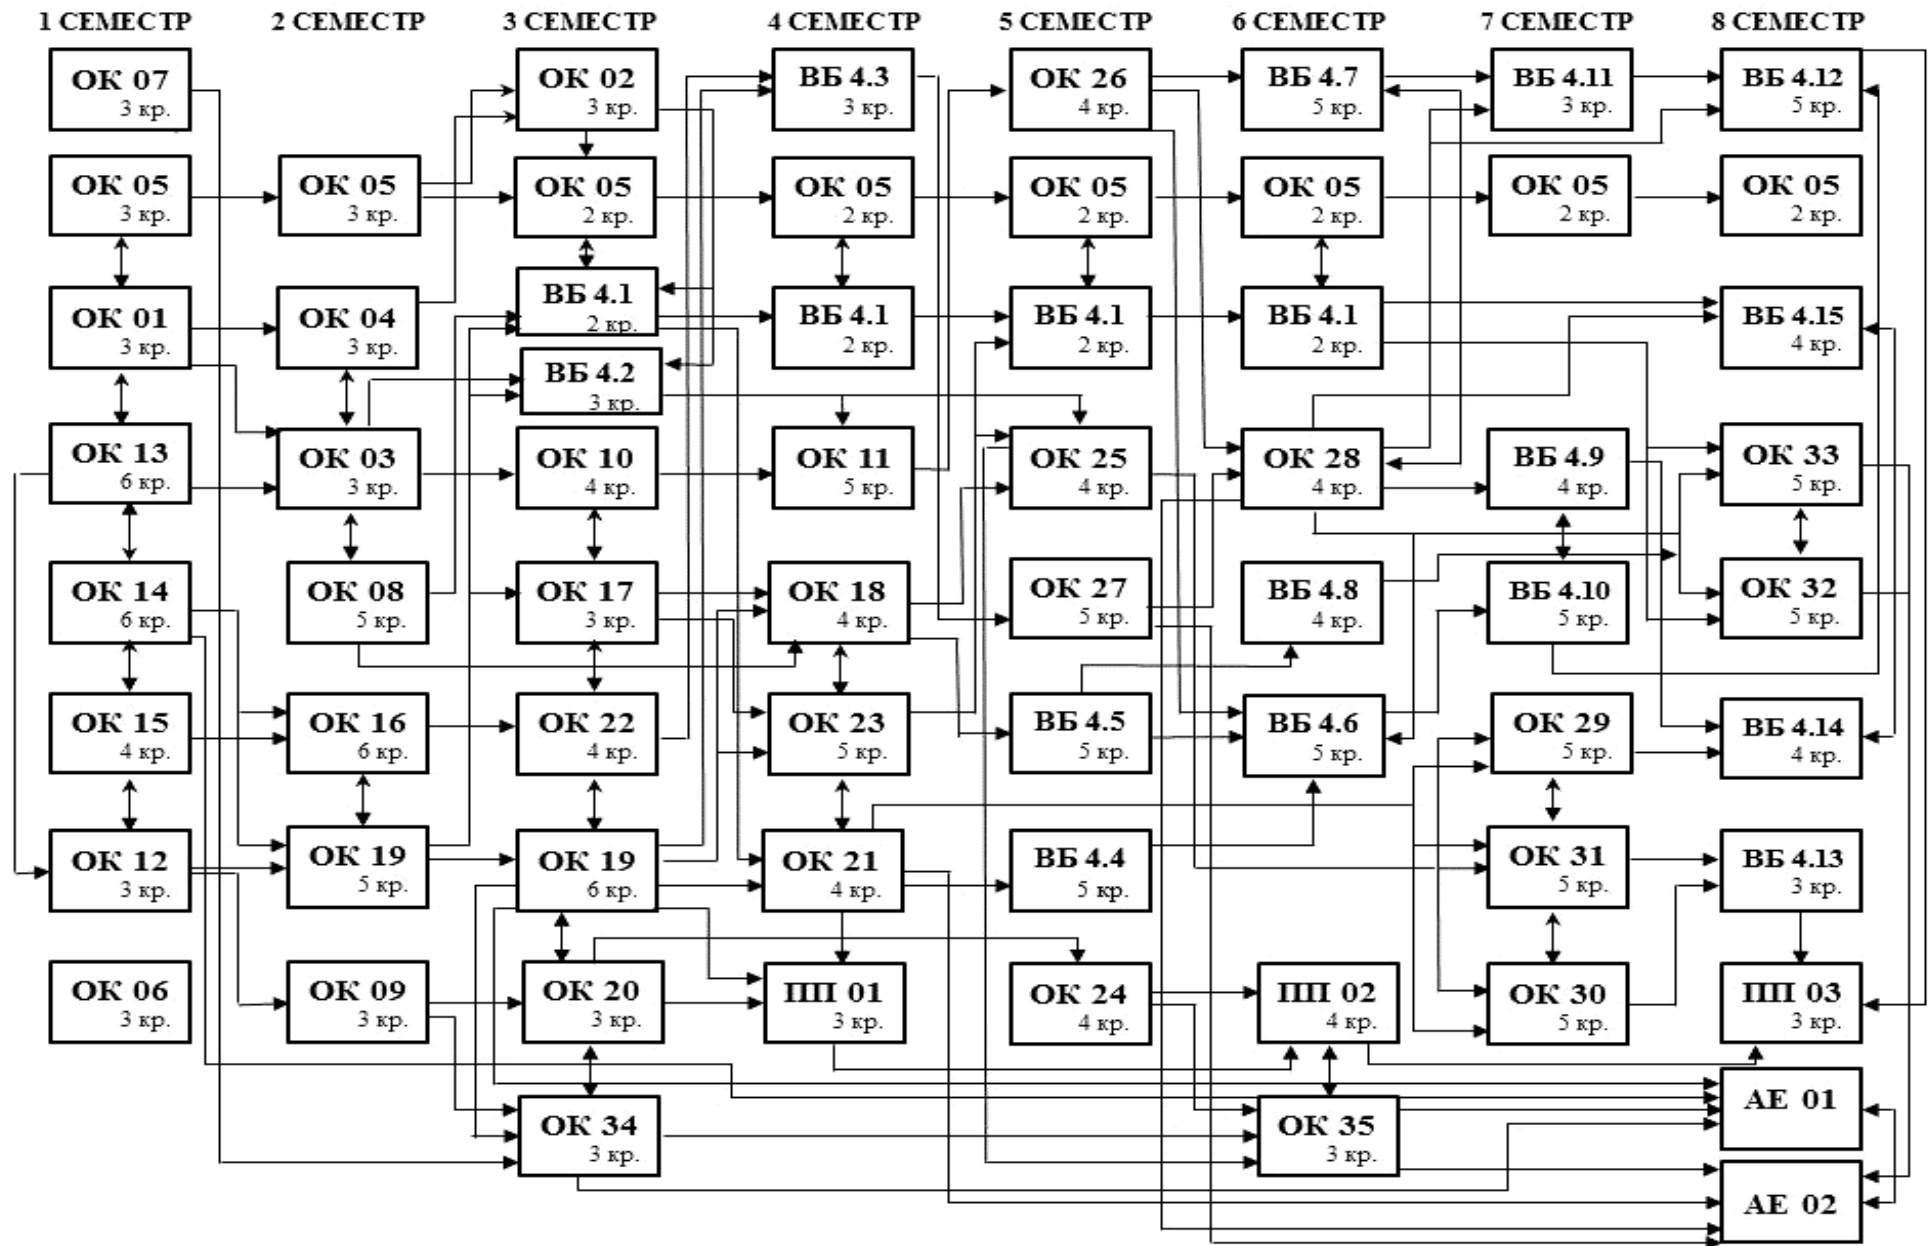 1 СЕМЕСТР 2 СЕМЕСТР 3 СЕМЕСТР 4 СЕМЕСТР 5 СЕМЕСТР 6 СЕМЕСТР 7 СЕМЕСТР 8 СЕМЕСТР
ОК 07
3 кр.
ОК 02
3 кр.
ВБ 4.3
3 кр.
ОК 26
4 кр.
ВБ 4.7
5 кр.
ВБ 4.11
3 кр.
ВБ 4.12
5 кр.
ОК 05
3 кр.
ОК 05
3 кр.
ОК 05
2 кр.
ОК 05
2 кр.
ОК 05
2 кр.
ОК 05
2 кр.
ОК 05
2 кр.
ОК 05
2 кр.
ОК 01
3 кр.
ОК 04
3 кр.
ВБ 4.1
2 кр.
ВБ 4.1
2 кр.
ВБ 4.1
2 кр.
ВБ 4.1
2 кр.
ВБ 4.15
4 кр.
ВБ 4.2
3 кр.
ОК 13
6 кр.
ОК 03
3 кр.
ОК 10
4 кр.
ОК 11
5 кр.
ОК 25
4 кр.
ОК 28
4 кр.
ВБ 4.9
4 кр.
ОК 33
5 кр.
ОК 14
6 кр.
ОК 08
5 кр.
ОК 17
3 кр.
ОК 18
4 кр.
ОК 27
5 кр.
ВБ 4.8
4 кр.
ВБ 4.10
5 кр.
ОК 32
5 кр.
ОК 15
4 кр.
ОК 16
6 кр.
ОК 22
4 кр.
ОК 23
5 кр.
ВБ 4.5
5 кр.
ВБ 4.6
5 кр.
ОК 29
5 кр.
ВБ 4.14
4 кр.
ОК 12
3 кр.
ОК 19
5 кр.
ОК 19
6 кр.
ОК 21
4 кр.
ВБ 4.4
5 кр.
ОК 31
5 кр.
ВБ 4.13
3 кр.
ОК 06
3 кр.
ОК 09
3 кр.
ОК 20
3 кр.
ПП 01
3 кр.
ОК 24
4 кр.
ПП 02
4 кр.
ОК 30
5 кр.
ПП 03
3 кр.
ОК 34
3 кр.
ОК 35
3 кр.
АЕ 01
АЕ 02